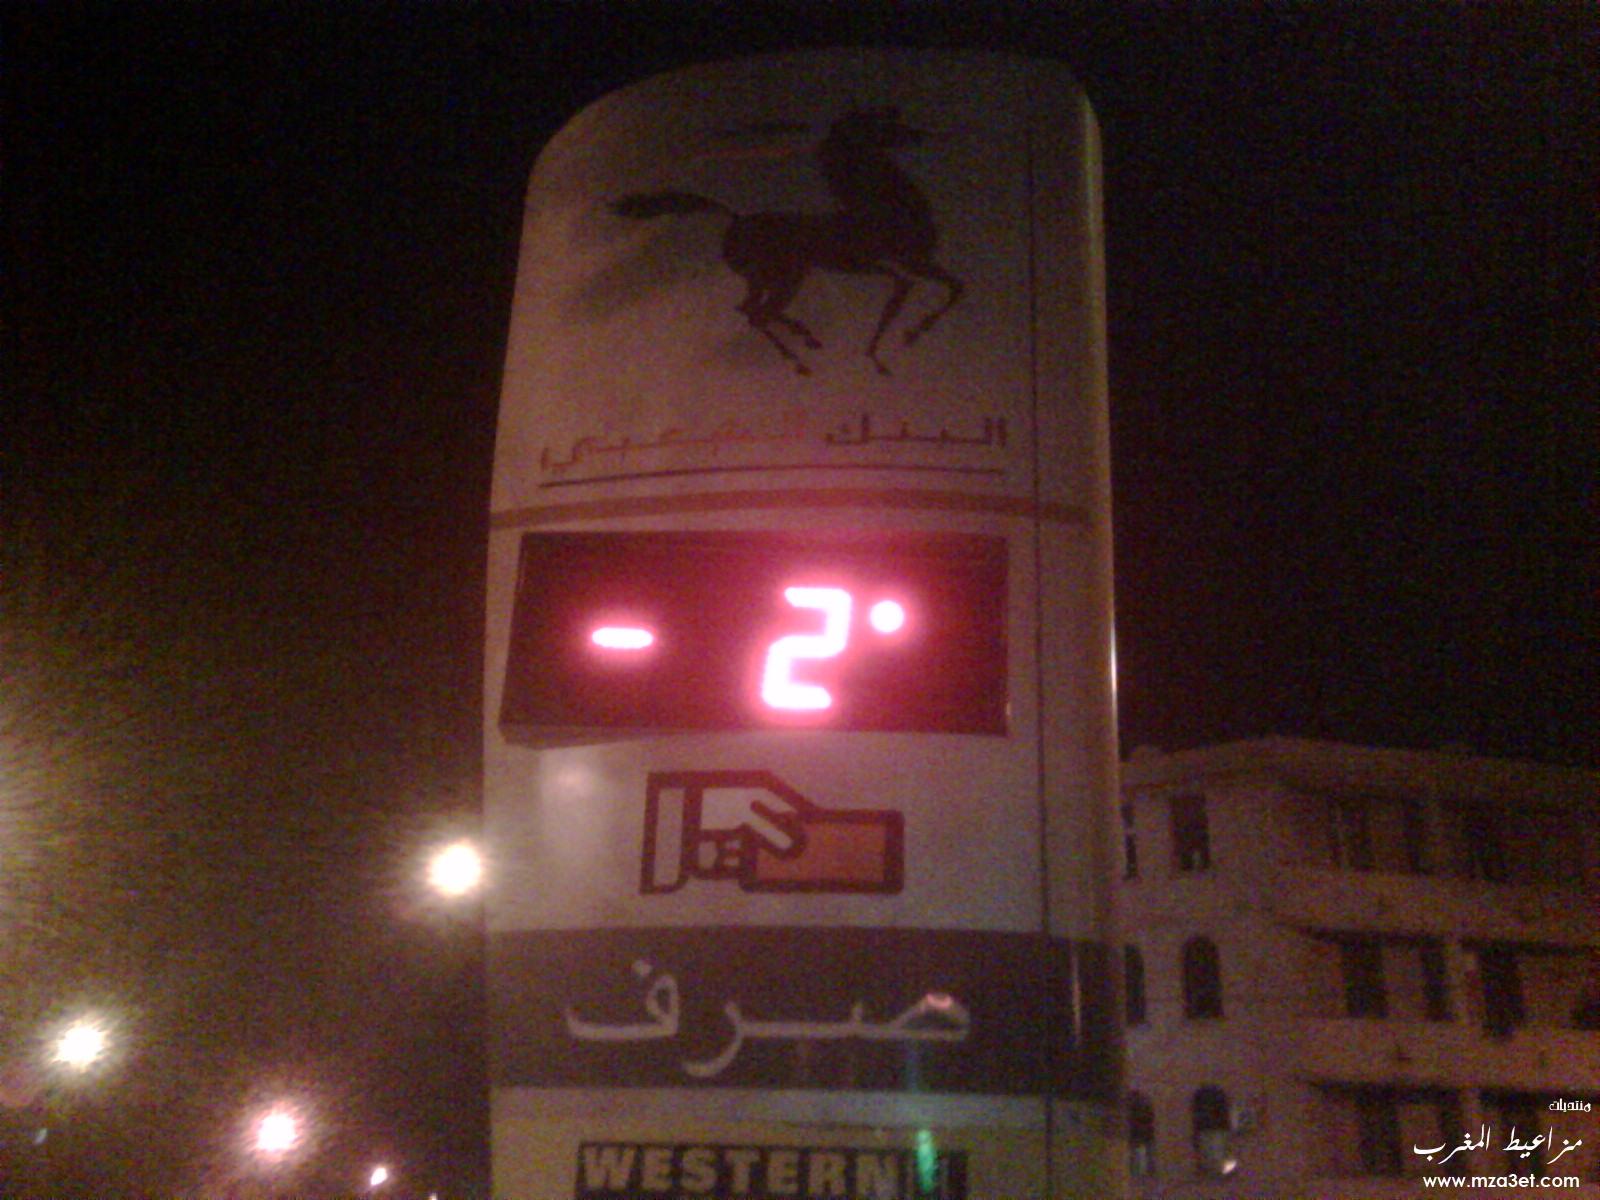 البنك الشعبي
- 2°
صرف
WESTERN
منتديات
مزاعيط المغرب
www.mza3et.com